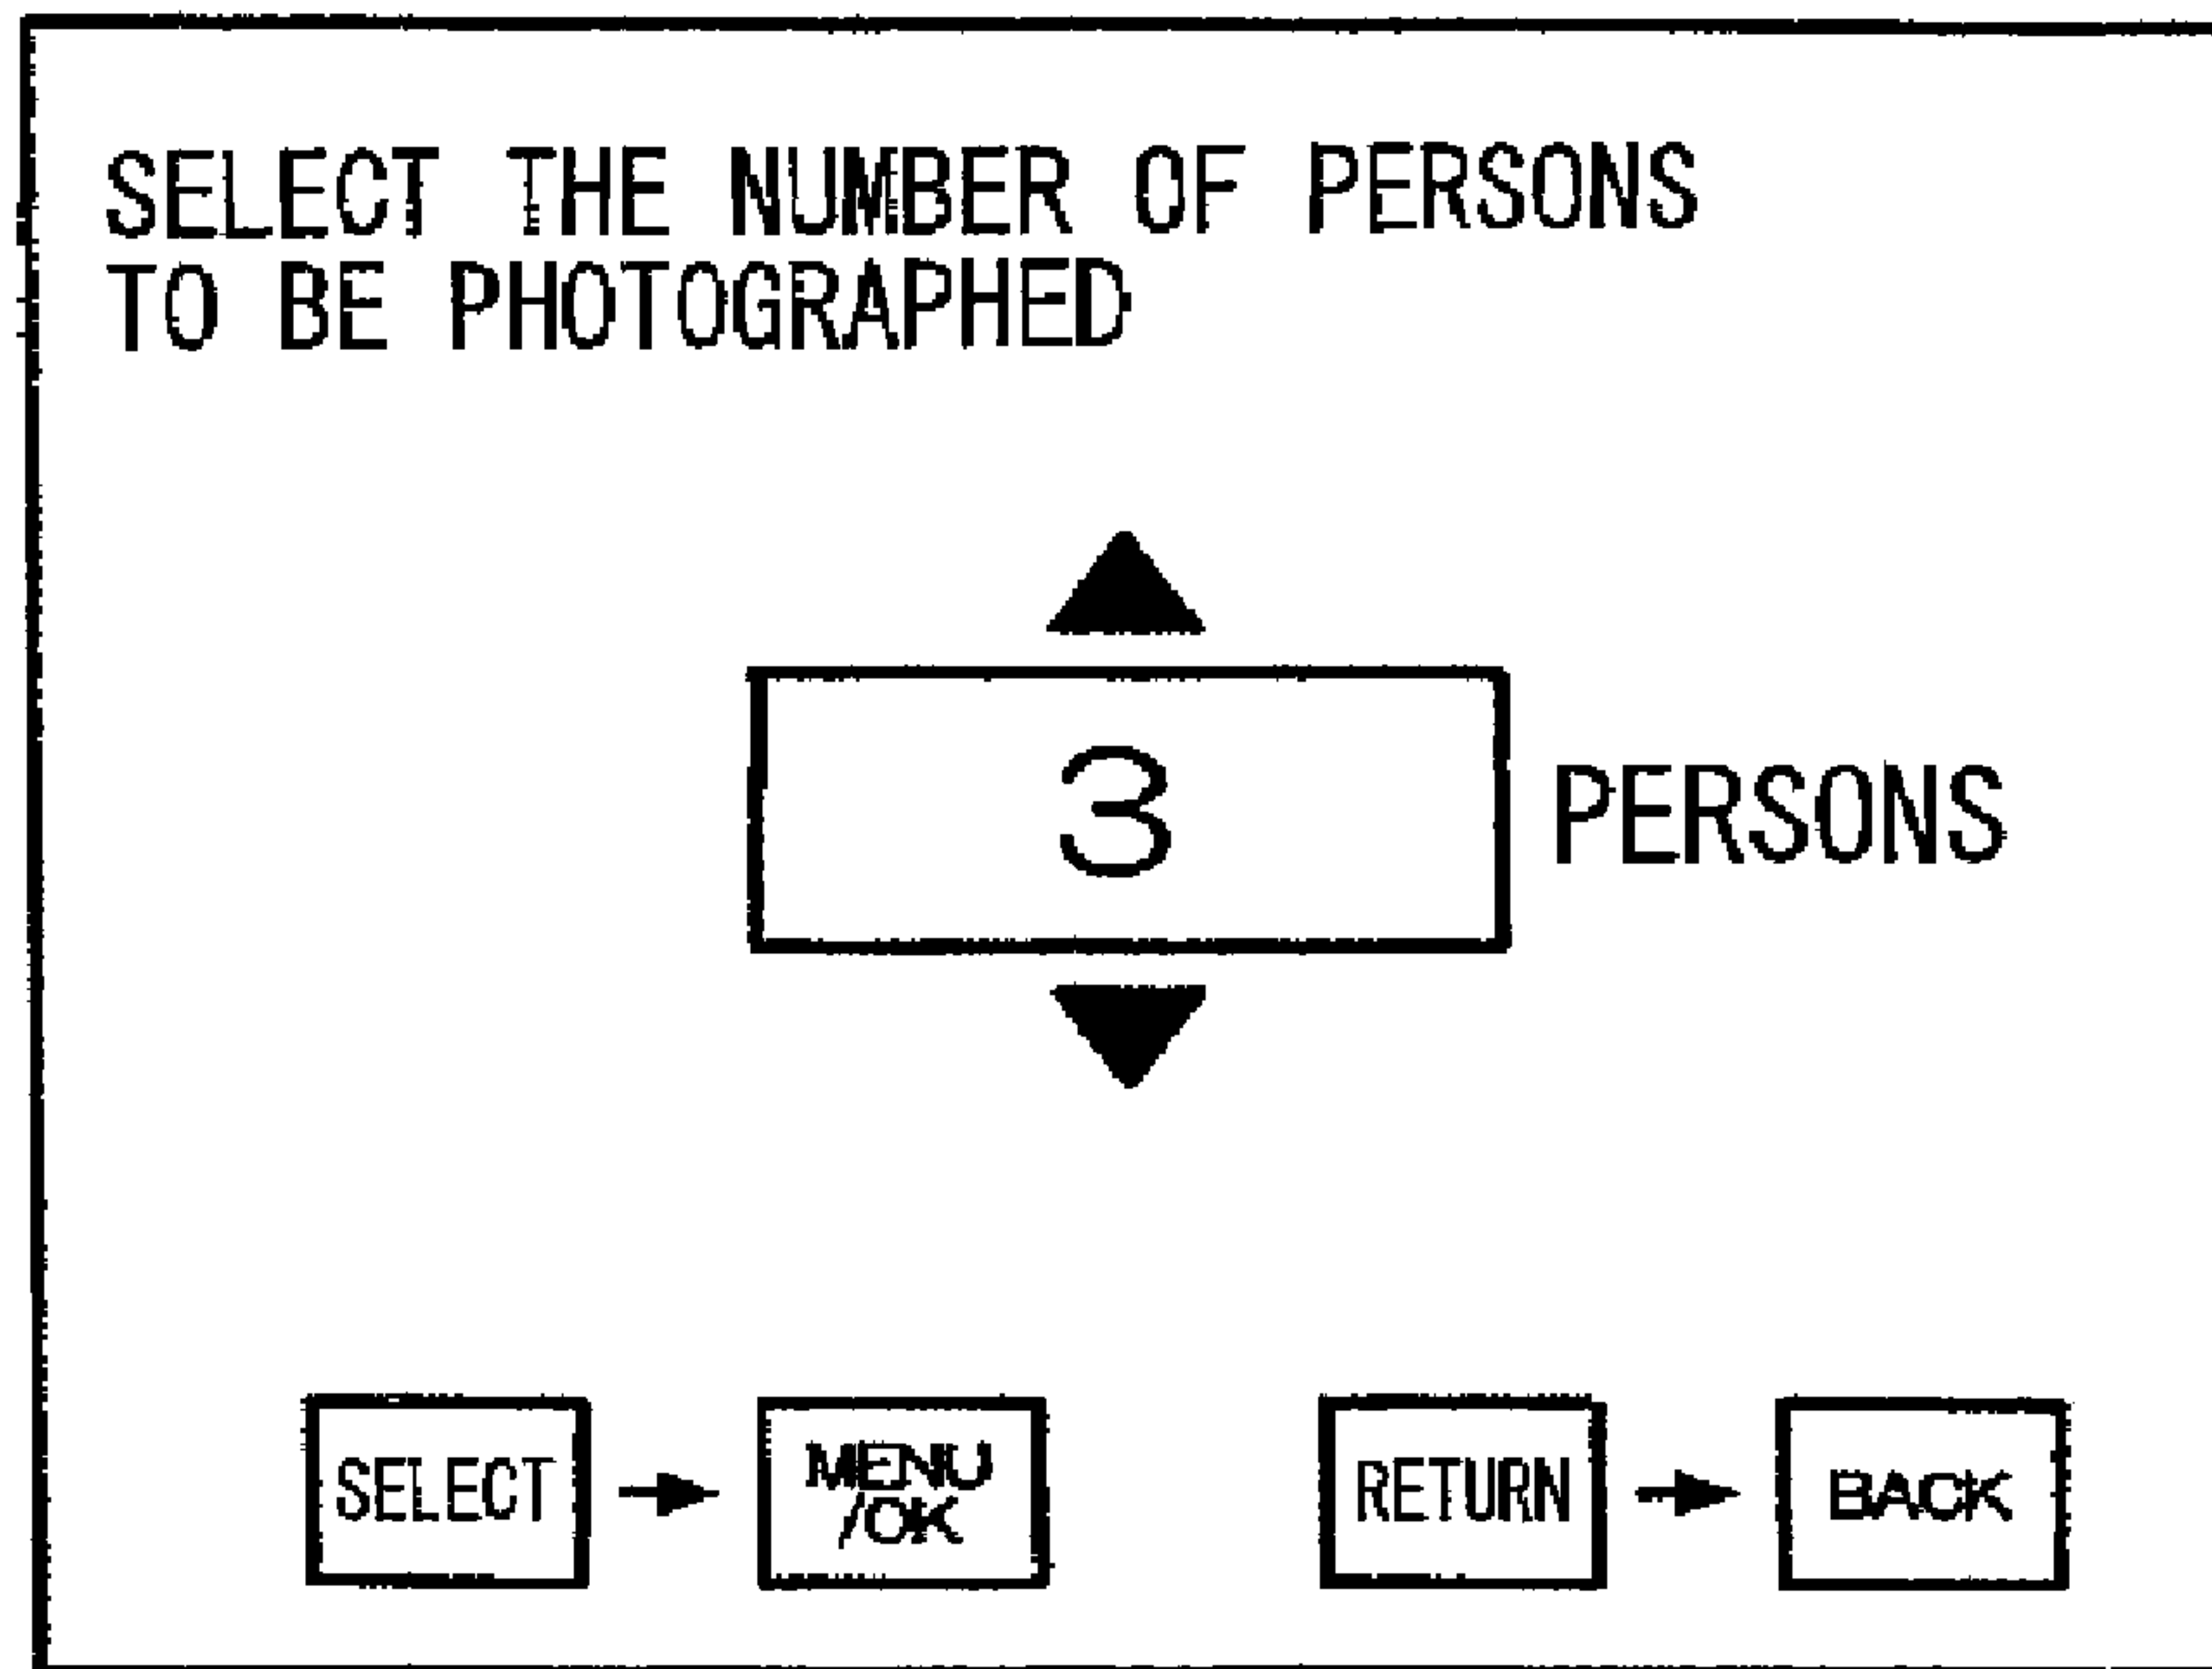 SELECT THE NUMBER OF PERSONS
TO BE PHOTOGRAPHED
3 PERSONS
SELECT MENU RETURN BACK
/OK